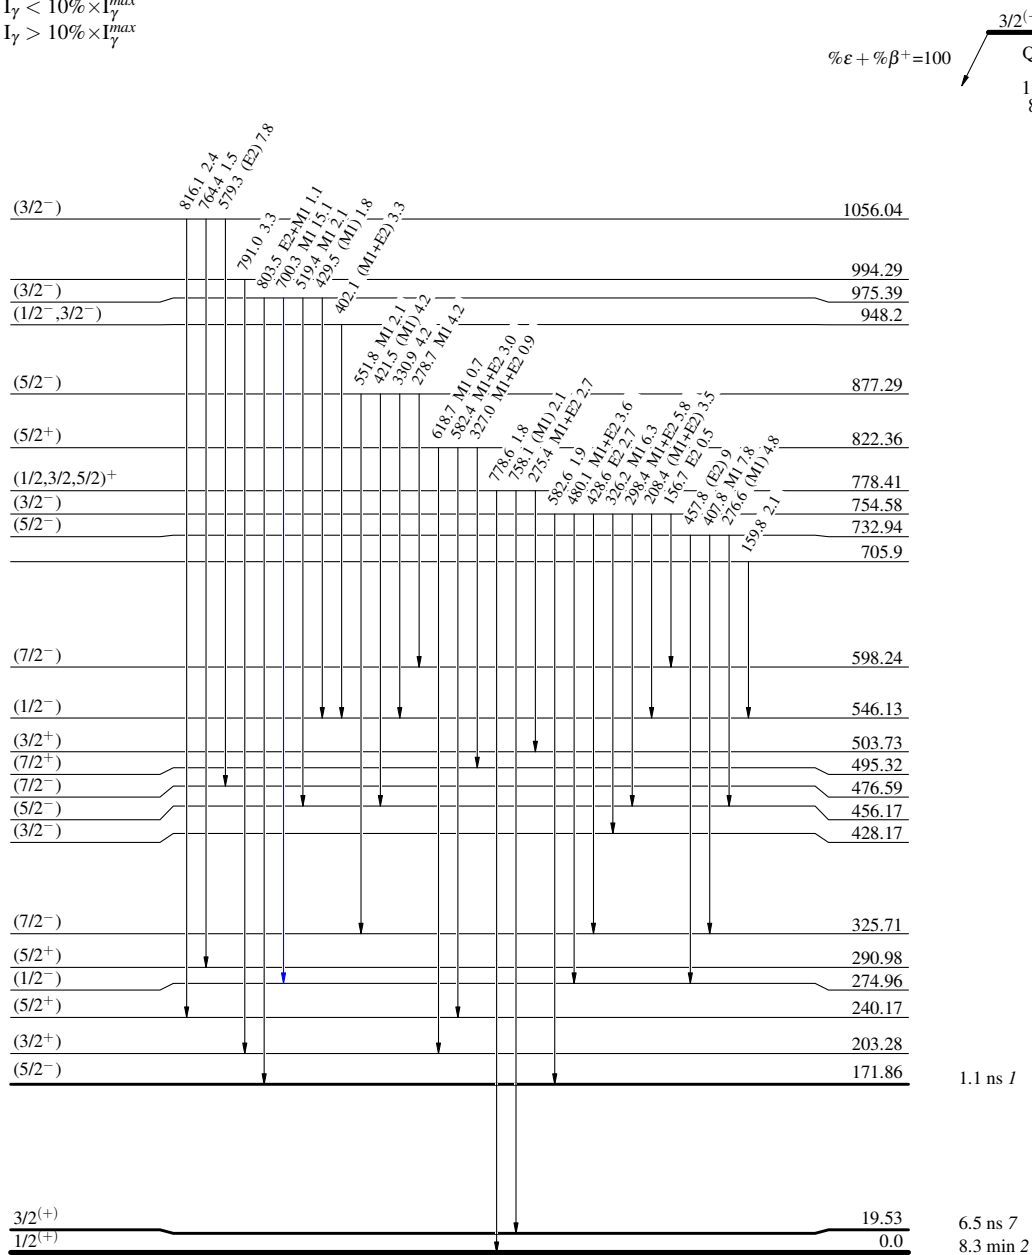 I_γ < 10%×I_γ^max
I_γ > 10%×I_γ^max
3/2(
%ε + %β⁺=100
816.1 2.4
764.4 1.5
579.3 (E2) 7.8
791.0 3.3
803.5 E2+M1 1.1
700.3 M1 15.1
519.4 M1 2.1
429.5 (M1) 1.8
402.1 (M1+E2) 3.3
551.8 M1 2.1
421.5 (M1) 4.2
330.9 4.2
278.7 M1 4.2
618.7 M1 0.7
582.4 M1+E2 3.0
327.0 M1+E2 0.9
778.6 1.8
758.1 (M1) 2.1
275.4 M1+E2 2.7
582.6 1.9
480.1 M1+E2 3.6
428.6 E2 2.7
326.2 M1 6.3
298.4 M1+E2 5.8
208.4 (M1+E2) 3.5
156.7 E2 0.5
457.8 (E2) 9
407.8 M1 7.8
276.6 (M1) 4.8
159.8 2.1
(3/2⁻) 1056.04
994.29
(3/2⁻) 975.39
(1/2⁻,3/2⁻) 948.2
(5/2⁻) 877.29
(5/2⁺) 822.36
(1/2,3/2,5/2)⁺ 778.41
(3/2⁻) 754.58
(5/2⁻) 732.94
705.9
(7/2⁻) 598.24
(1/2⁻) 546.13
(3/2⁺) 503.73
(7/2⁺) 495.32
(7/2⁻) 476.59
(5/2⁻) 456.17
(3/2⁻) 428.17
(7/2⁻) 325.71
(5/2⁺) 290.98
(1/2⁻) 274.96
(5/2⁺) 240.17
(3/2⁺) 203.28
(5/2⁻) 171.86 1.1 ns 1
3/2⁽⁺⁾ 19.53 6.5 ns 7
1/2⁽⁺⁾ 0.0 8.3 min 2